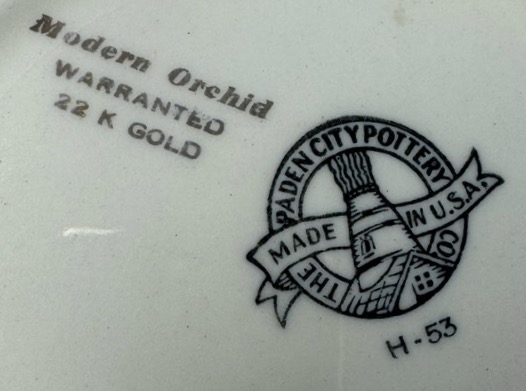 Modern Orchid
WARRANTED
22 K GOLD
THE PADEN CITY POTTERY CO.
MADE IN U.S.A.
H-53